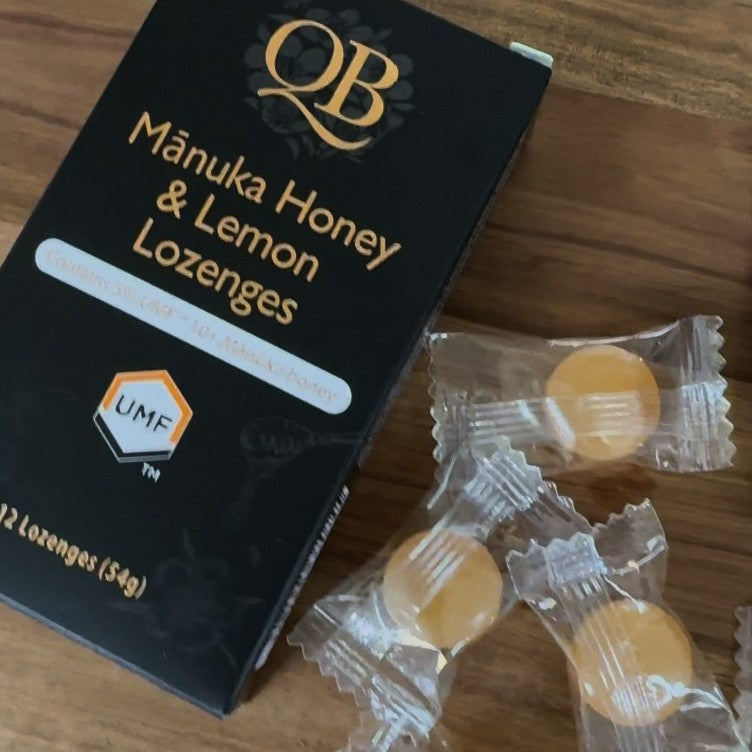 QB
Mānuka Honey
& Lemon
Lozenges
Contains 5% UMF™ 10+ Mānuka honey
UMF
TM
12 Lozenges (54g)